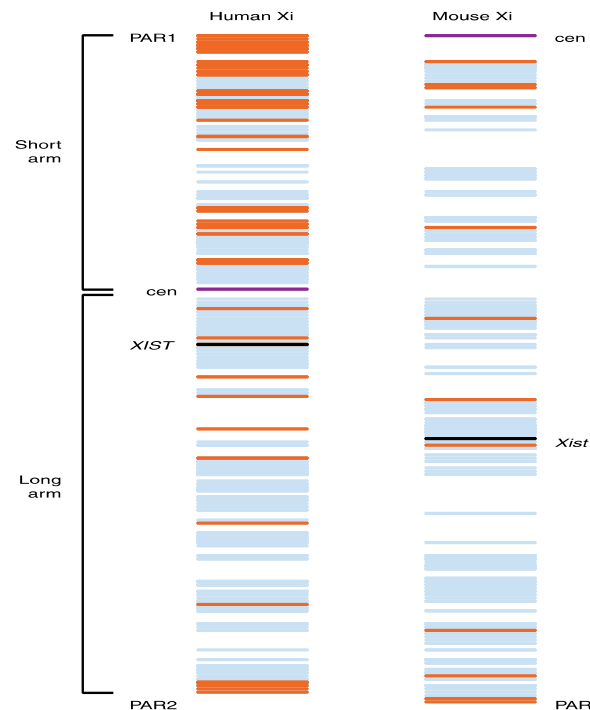 Human Xi
Mouse Xi
PAR1
cen
Short
arm
cen
XIST
Xist
Long
arm
PAR2
PAR